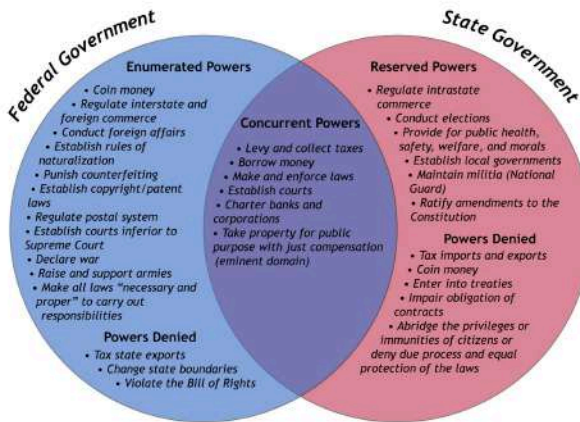 Federal Government
State Government
Enumerated Powers
• Coin money
• Regulate interstate and
foreign commerce
• Conduct foreign affairs
• Establish rules of
naturalization
• Punish counterfeiting
• Establish copyright/patent
laws
• Regulate postal system
• Establish courts inferior to
Supreme Court
• Declare war
• Raise and support armies
• Make all laws “necessary and
proper” to carry out
responsibilities
Powers Denied
• Tax state exports
• Change state boundaries
• Violate the Bill of Rights
Concurrent Powers
• Levy and collect taxes
• Borrow money
• Make and enforce laws
• Establish courts
• Charter banks and
corporations
• Take property for public
purpose with just compensation
(eminent domain)
Reserved Powers
• Regulate intrastate
commerce
• Conduct elections
• Provide for public health,
safety, welfare, and morals
• Establish local governments
• Maintain militia (National
Guard)
• Ratify amendments to the
Constitution
Powers Denied
• Tax imports and exports
• Coin money
• Enter into treaties
• Impair obligation of
contracts
• Abridge the privileges or
immunities of citizens or
deny due process and equal
protection of the laws